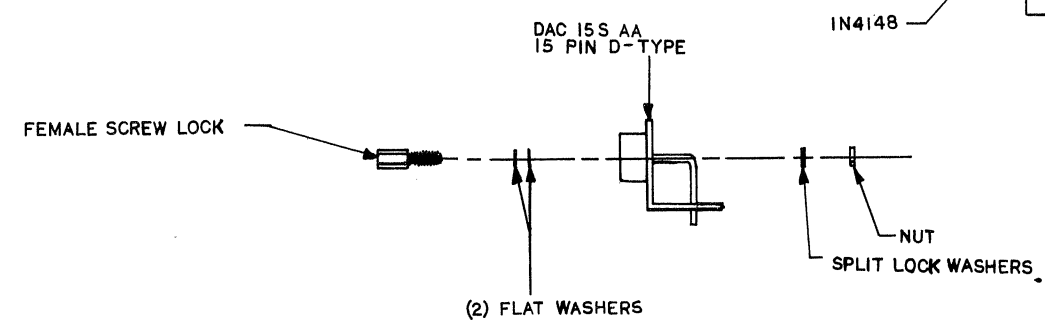 1N4148
DAC 15S AA
15 PIN D-TYPE
FEMALE SCREW LOCK
NUT
SPLIT LOCK WASHERS
(2) FLAT WASHERS